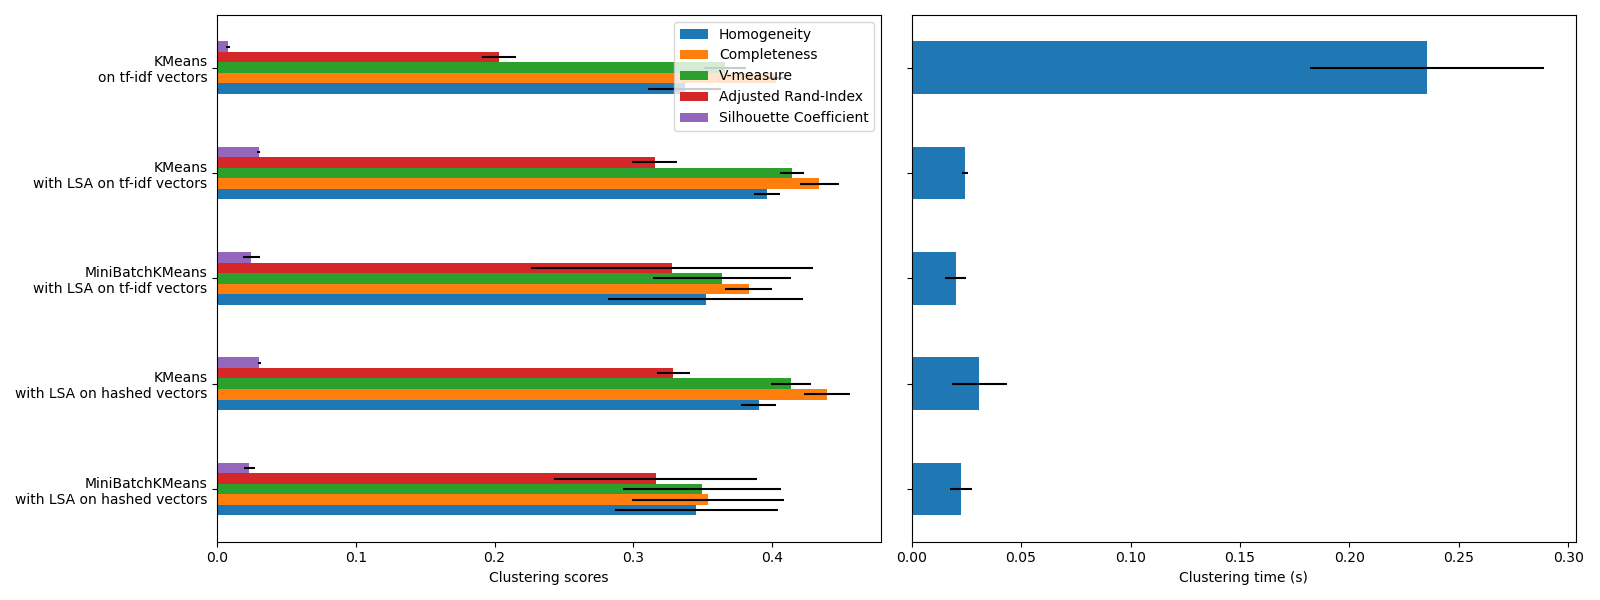 KMeans
on tf-idf vectors
KMeans
with LSA on tf-idf vectors
MiniBatchKMeans
with LSA on tf-idf vectors
KMeans
with LSA on hashed vectors
MiniBatchKMeans
with LSA on hashed vectors
Homogeneity
Completeness
V-measure
Adjusted Rand-Index
Silhouette Coefficient
0.0 0.1 0.2 0.3 0.4
Clustering scores
0.00 0.05 0.10 0.15 0.20 0.25 0.30
Clustering time (s)